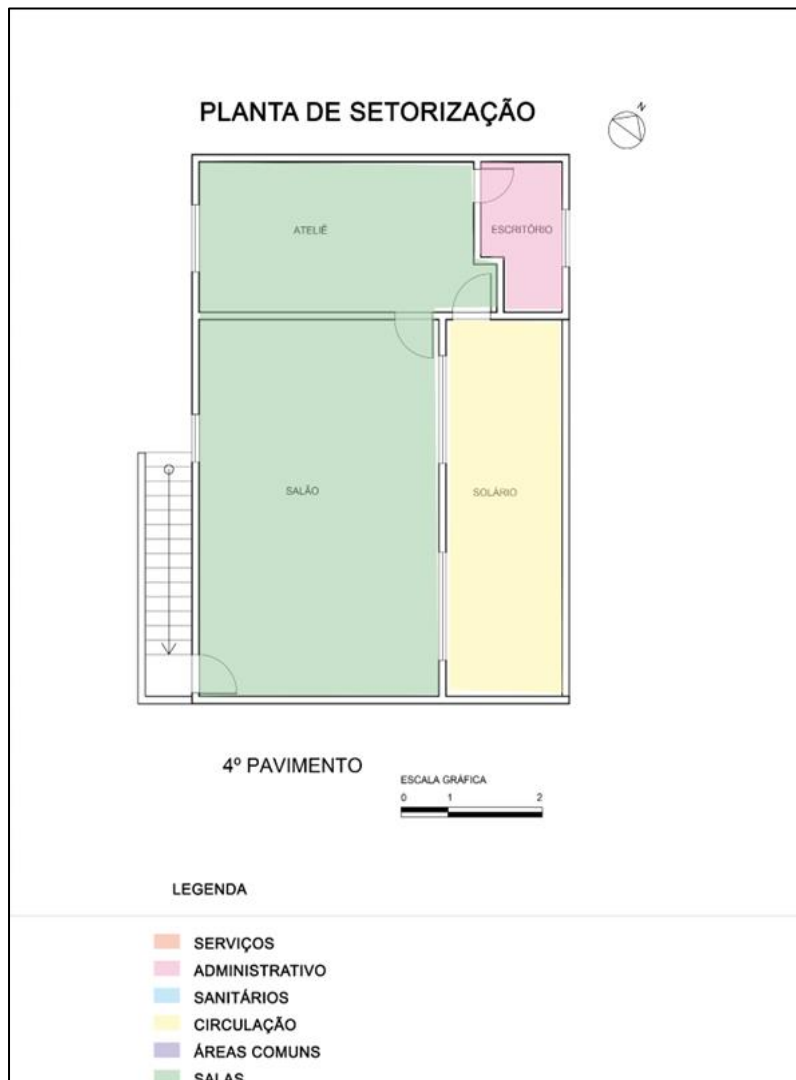 PLANTA DE SETORIZAÇÃO
N
ATELIÊ
ESCRITÓRIO
SALÃO
SOLÁRIO
4º PAVIMENTO
ESCALA GRÁFICA
0 1 2
LEGENDA
SERVIÇOS
ADMINISTRATIVO
SANITÁRIOS
CIRCULAÇÃO
ÁREAS COMUNS
SALAS